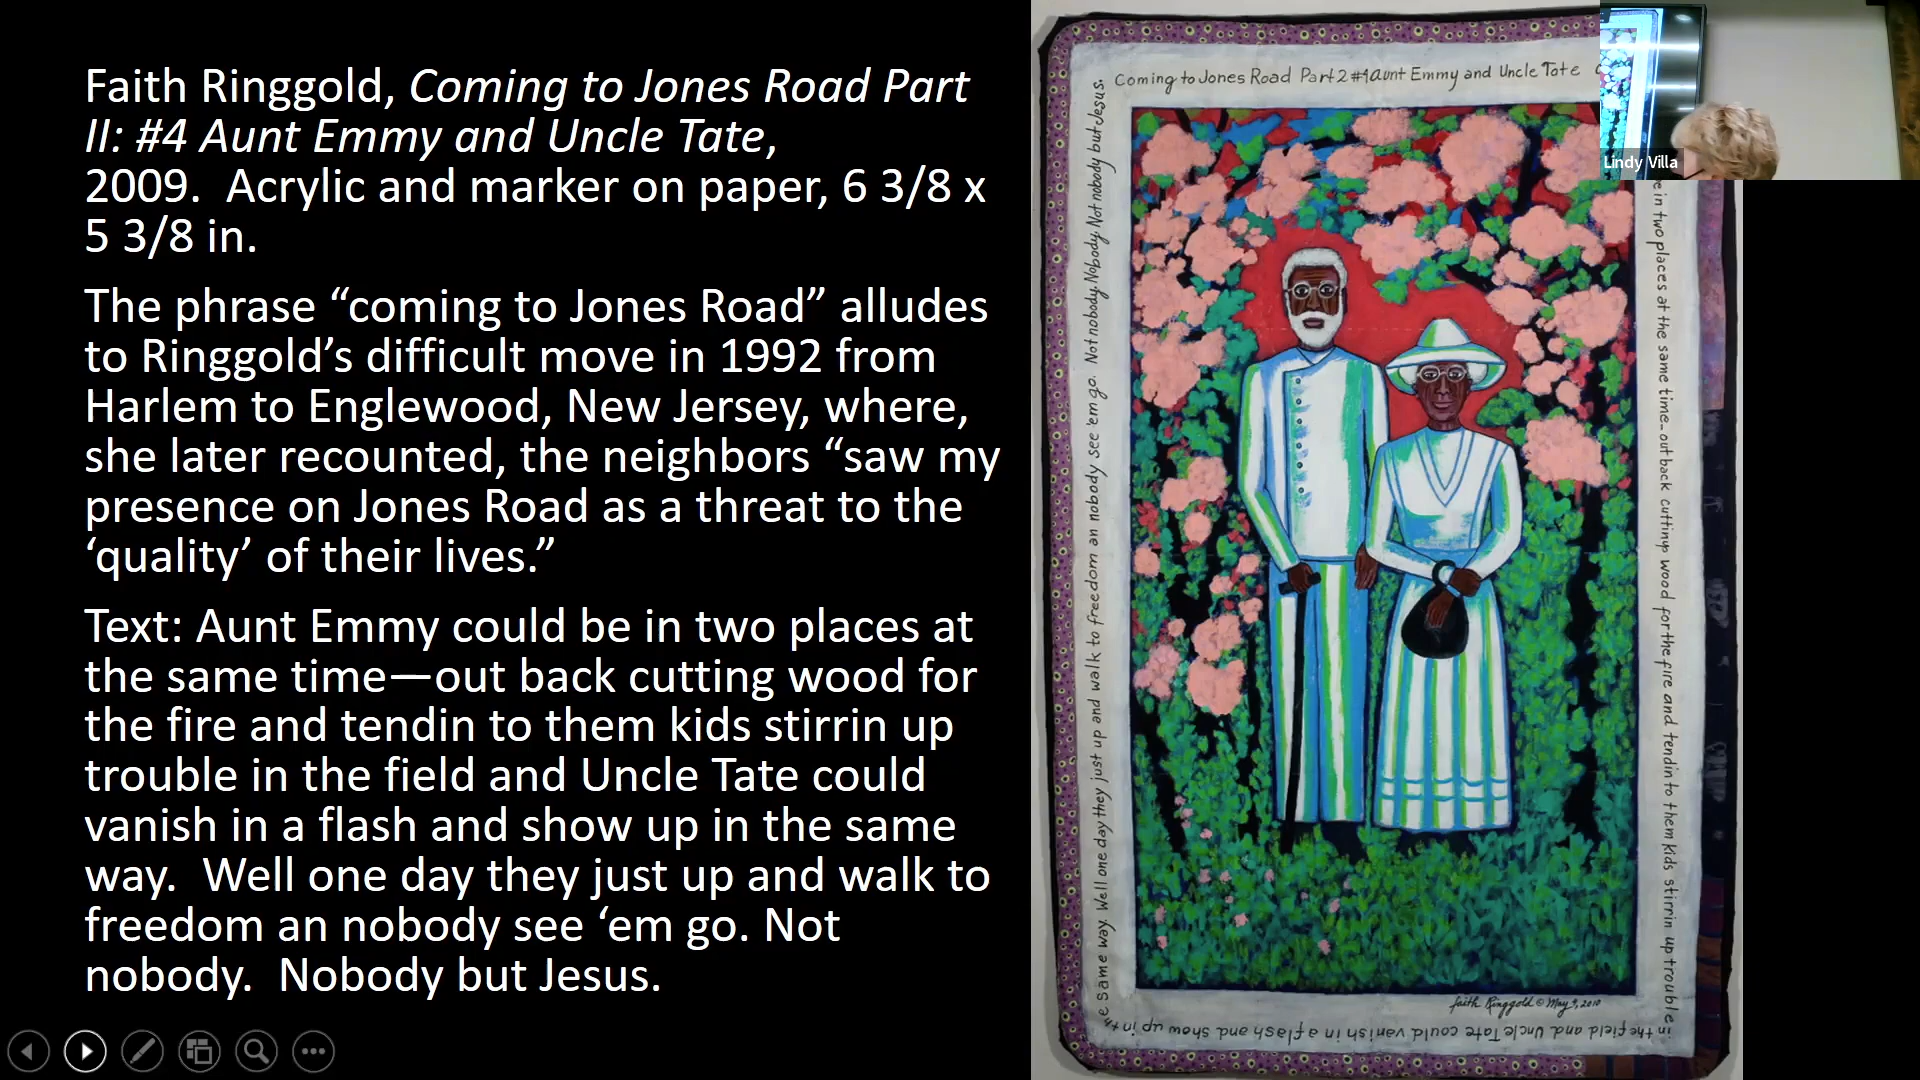 Faith Ringgold, Coming to Jones Road Part
II: #4 Aunt Emmy and Uncle Tate,
2009.  Acrylic and marker on paper, 6 3/8 x
5 3/8 in.
The phrase “coming to Jones Road” alludes
to Ringgold’s difficult move in 1992 from
Harlem to Englewood, New Jersey, where,
she later recounted, the neighbors “saw my
presence on Jones Road as a threat to the
‘quality’ of their lives.”
Text: Aunt Emmy could be in two places at
the same time—out back cutting wood for
the fire and tendin to them kids stirrin up
trouble in the field and Uncle Tate could
vanish in a flash and show up in the same
way.  Well one day they just up and walk to
freedom an nobody see ‘em go. Not
nobody.  Nobody but Jesus.
Coming to Jones Road Part 2 #4 Aunt Emmy and Uncle Tate
in two places at the same time_ out back cutting wood for the fire and tendin to them kids stirrin up trouble
in the field and Uncle Tate could vanish in a flash and show up in
the same way. Well one day they just up and walk to freedom an nobody see 'em go. Not nobody. Nobody. Not nobody but Jesus.
Faith Ringgold © May 9, 2010
Lindy Villa